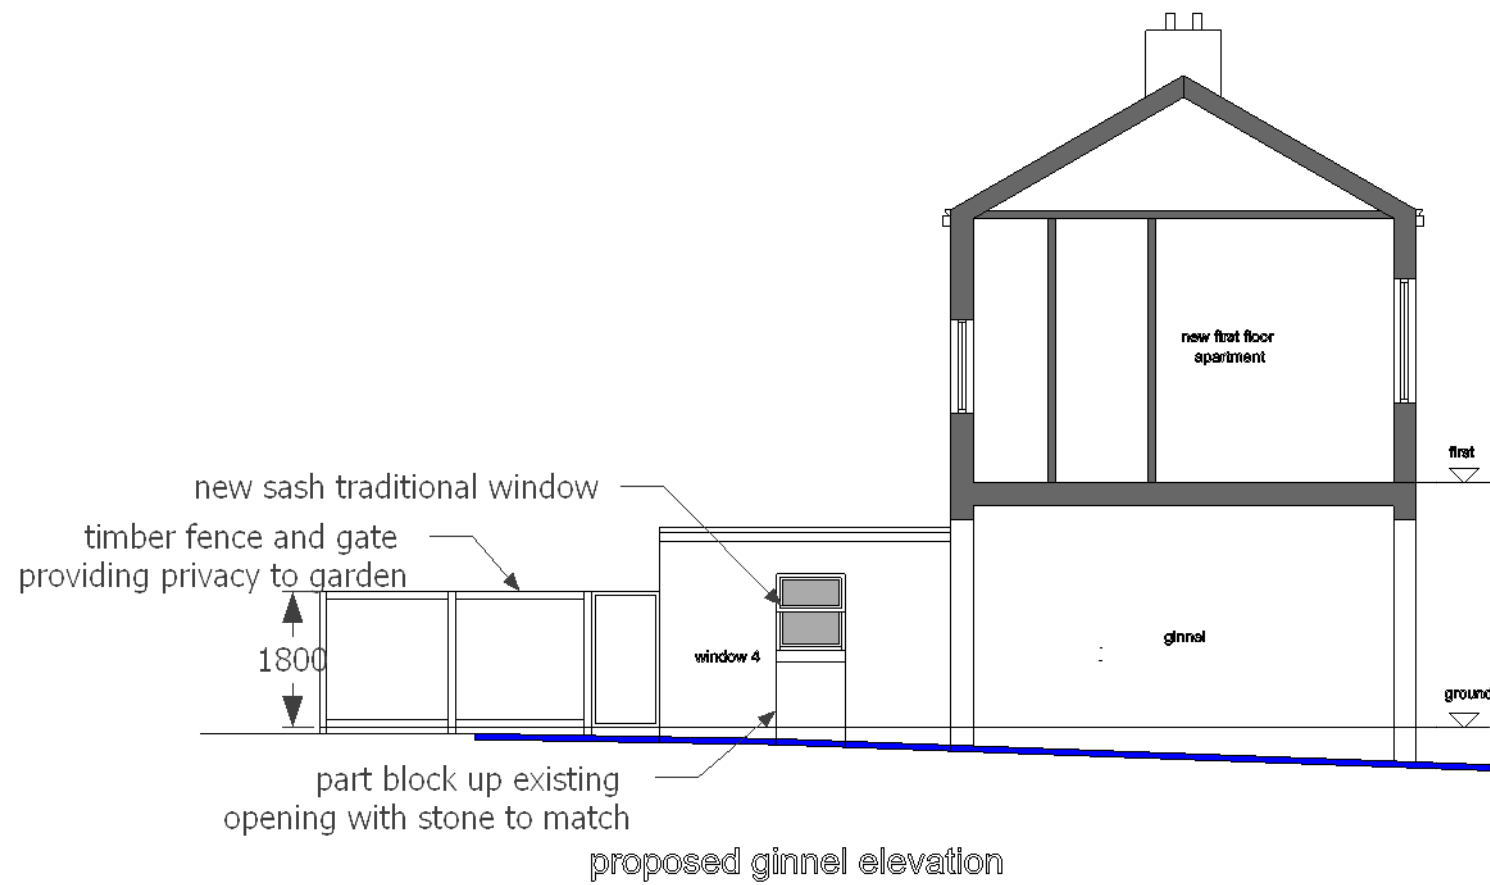 new first floor
apartment
first
new sash traditional window
timber fence and gate
providing privacy to garden
1800
window 4
ginnel
ground
part block up existing
opening with stone to match
proposed ginnel elevation